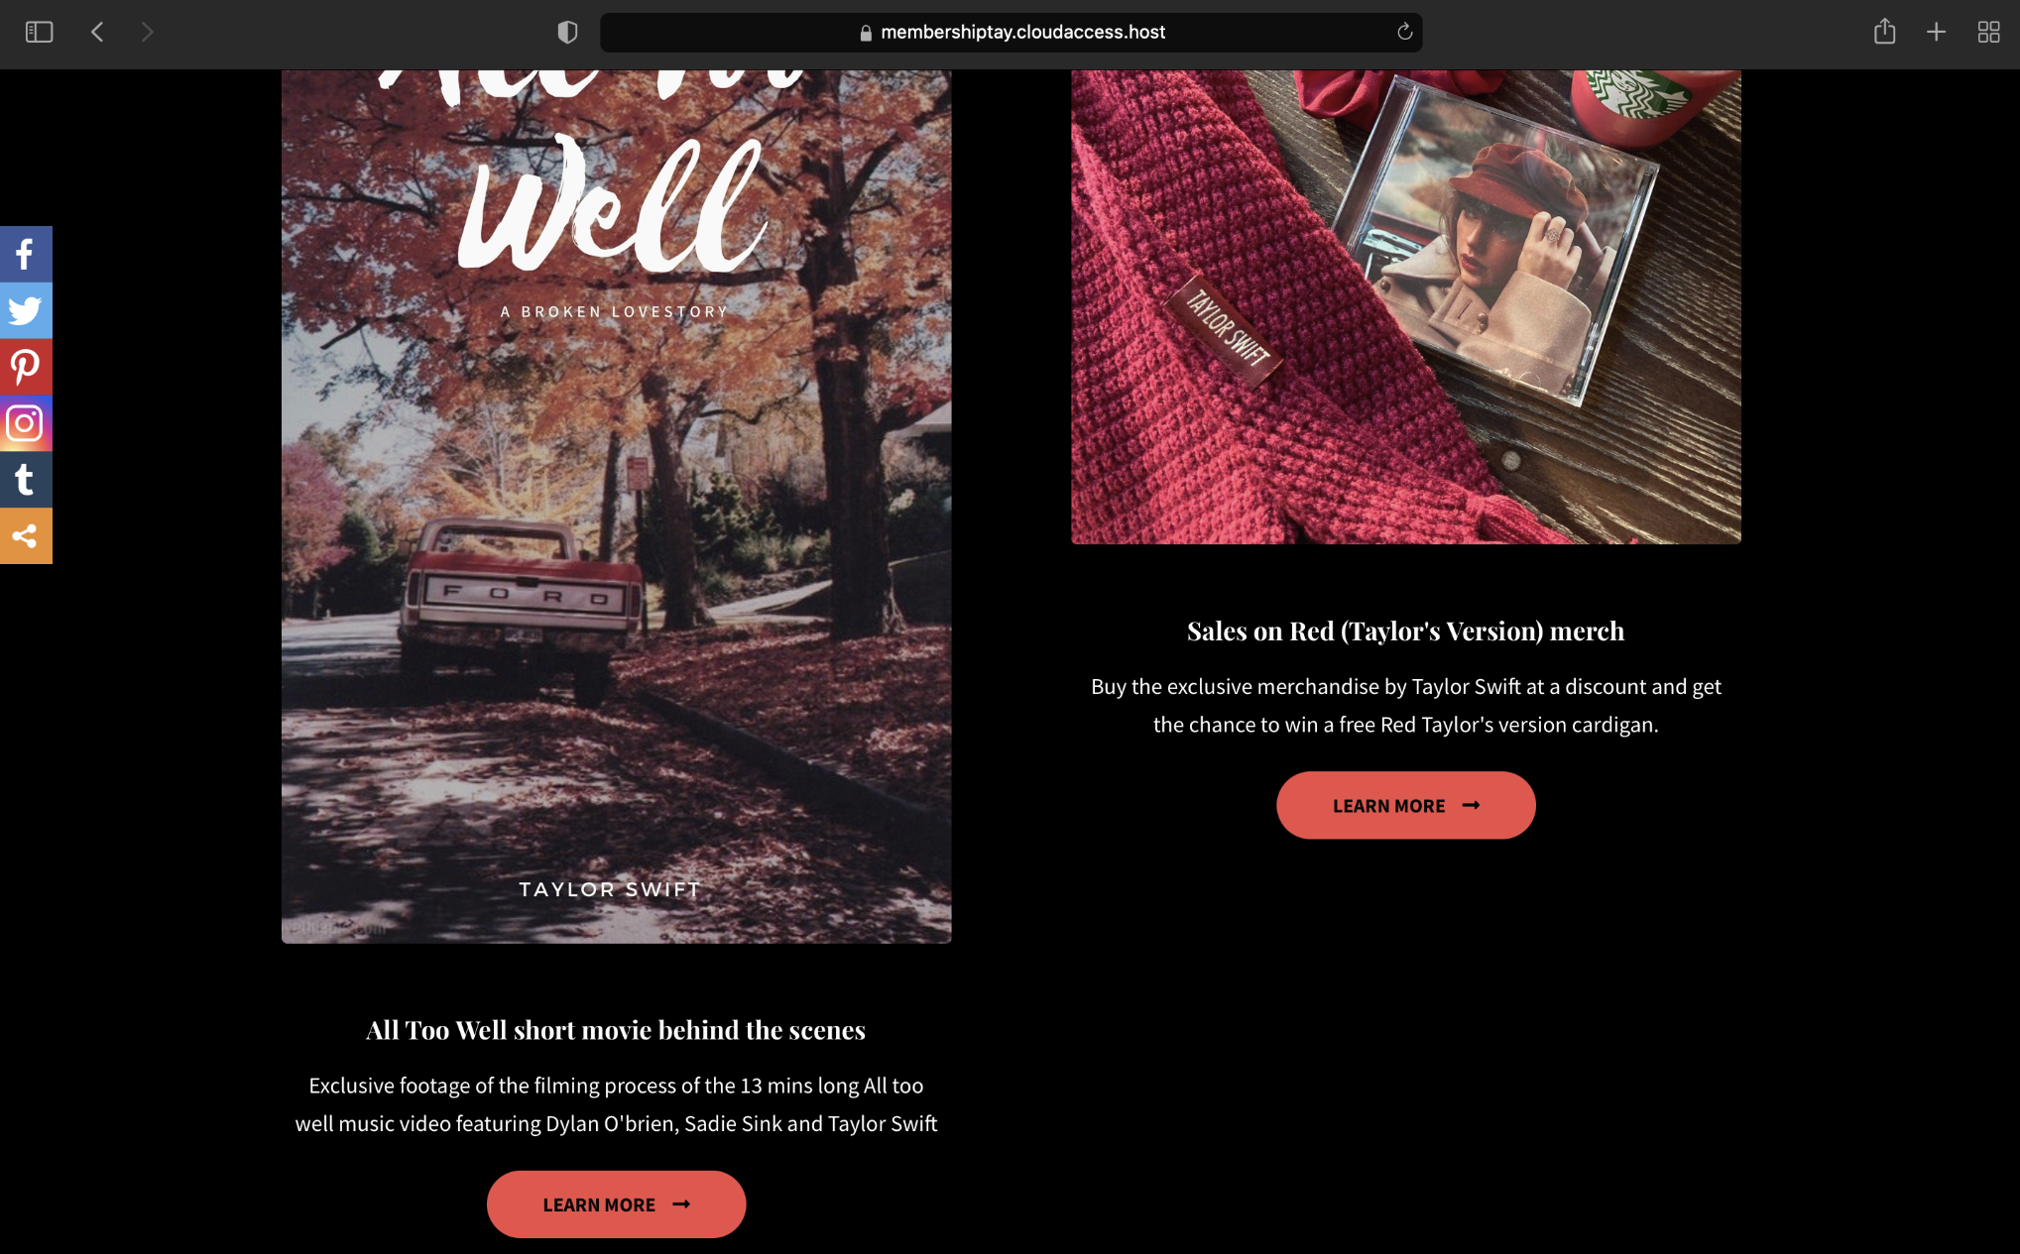 membershiptay.cloudaccess.host
All Too
Well
A BROKEN LOVESTORY
FORD
TAYLOR SWIFT
All Too Well short movie behind the scenes
Exclusive footage of the filming process of the 13 mins long All too
well music video featuring Dylan O'brien, Sadie Sink and Taylor Swift
LEARN MORE
TAYLOR SWIFT
Sales on Red (Taylor's Version) merch
Buy the exclusive merchandise by Taylor Swift at a discount and get
the chance to win a free Red Taylor's version cardigan.
LEARN MORE